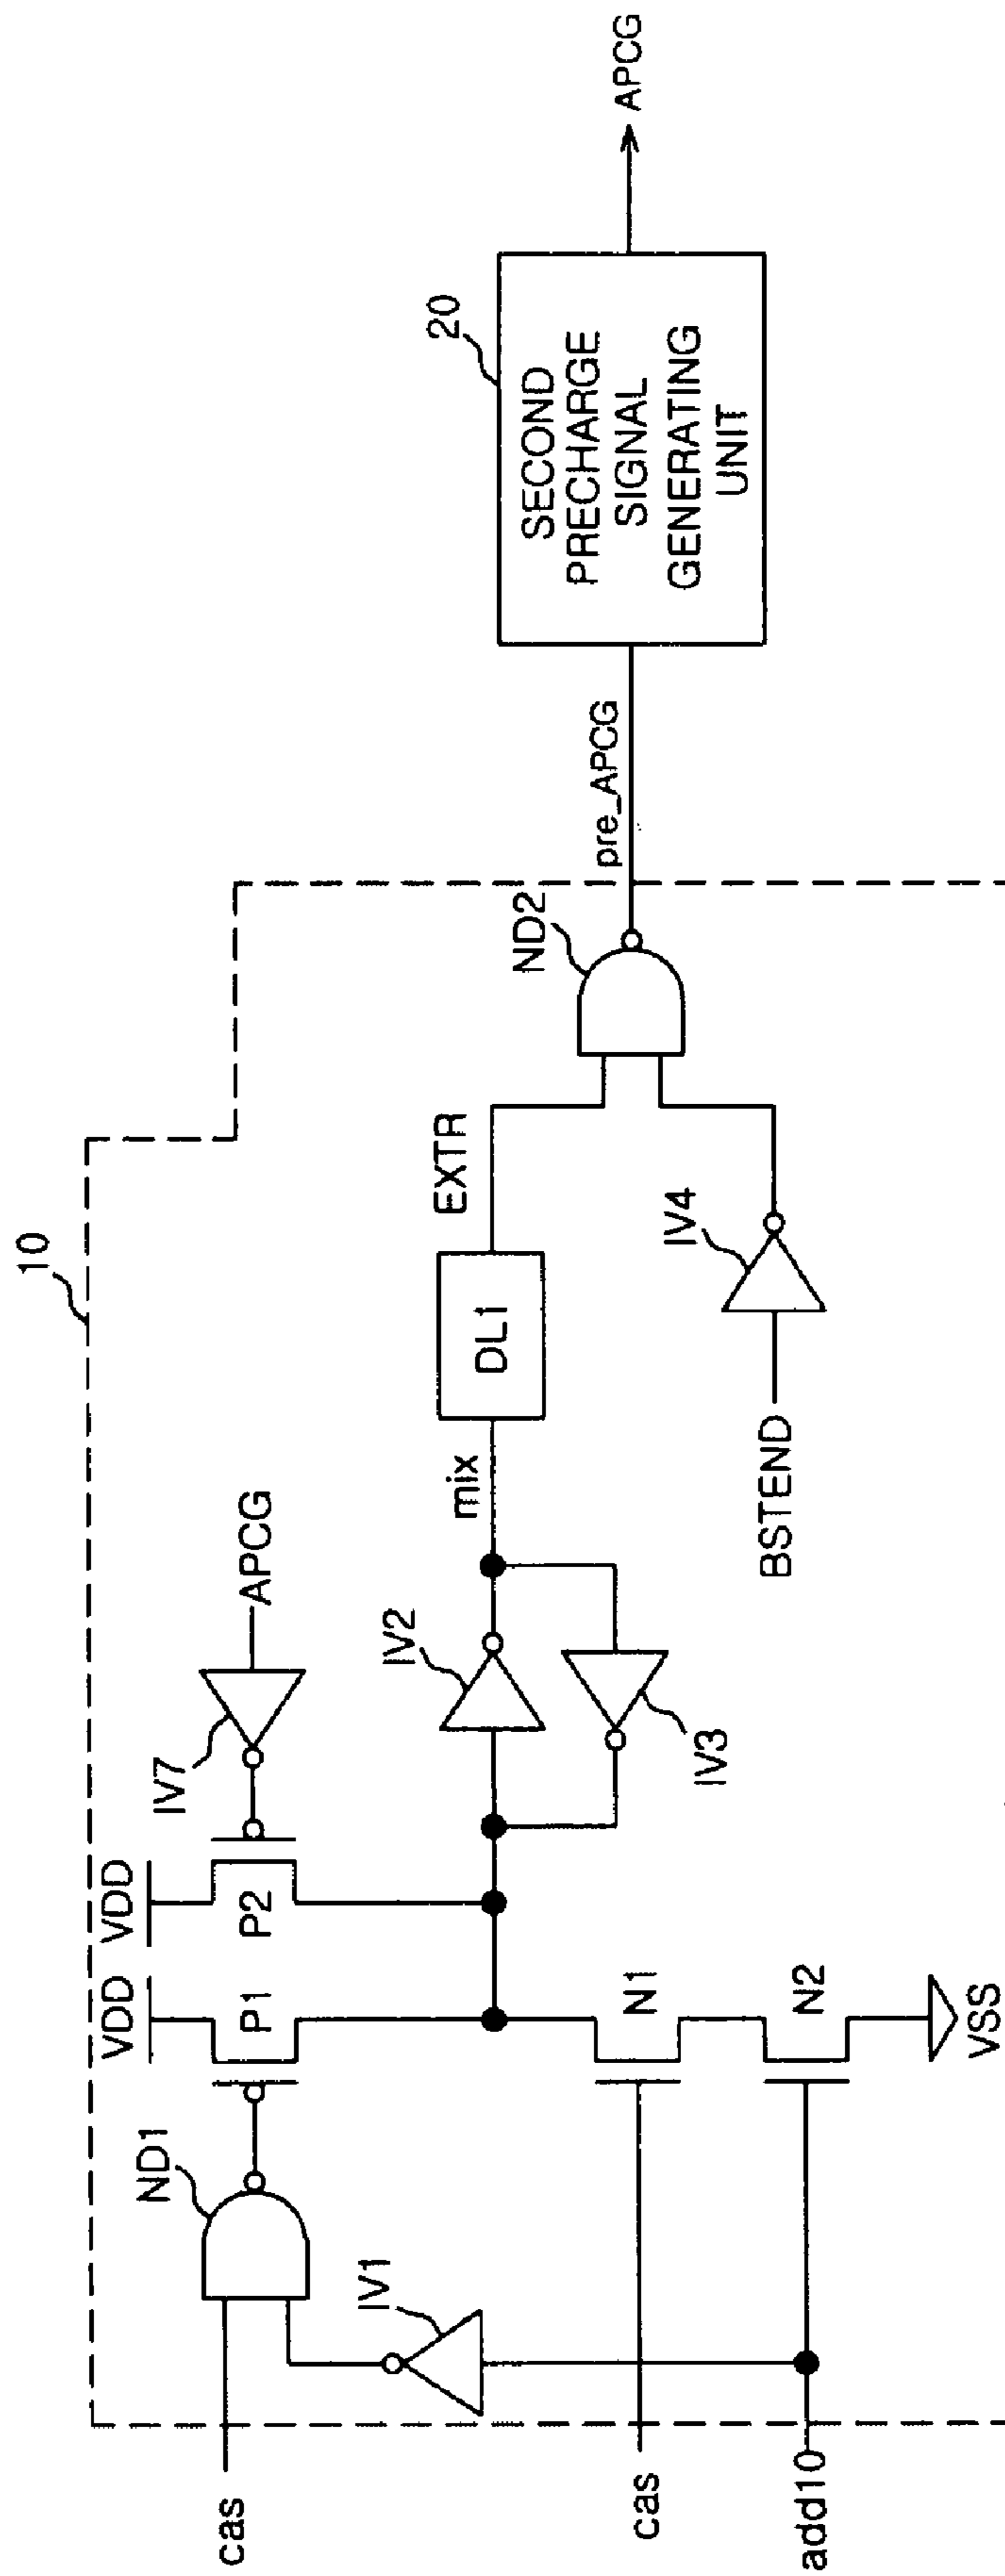 10
VDD
VDD
IV7
APCG
ND1
P1
P2
cas
IV1
IV2
mix
DL1
EXTR
ND2
pre_APCG
20
SECOND
PRECHARGE
SIGNAL
GENERATING
UNIT
APCG
IV3
cas
N1
BSTEND
IV4
add10
N2
VSS